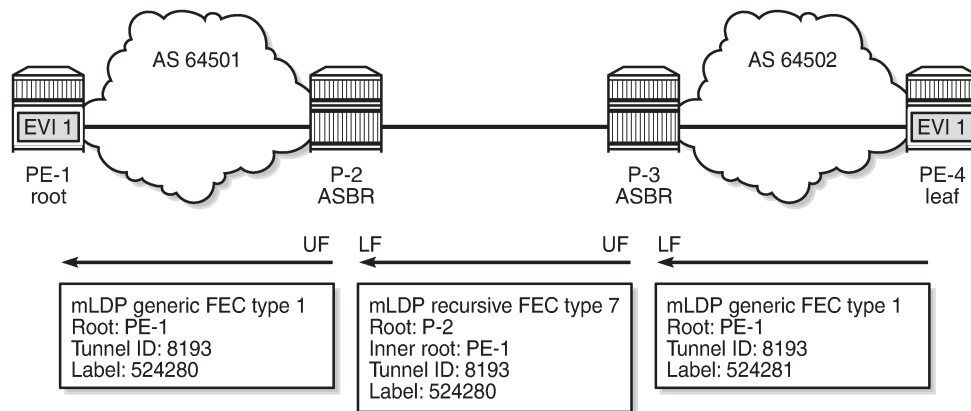 AS 64501
AS 64502
EVI 1
EVI 1
PE-1
root
P-2
ASBR
P-3
ASBR
PE-4
leaf
UF
LF
UF
LF
mLDP generic FEC type 1
Root: PE-1
Tunnel ID: 8193
Label: 524280
mLDP recursive FEC type 7
Root: P-2
Inner root: PE-1
Tunnel ID: 8193
Label: 524280
mLDP generic FEC type 1
Root: PE-1
Tunnel ID: 8193
Label: 524281